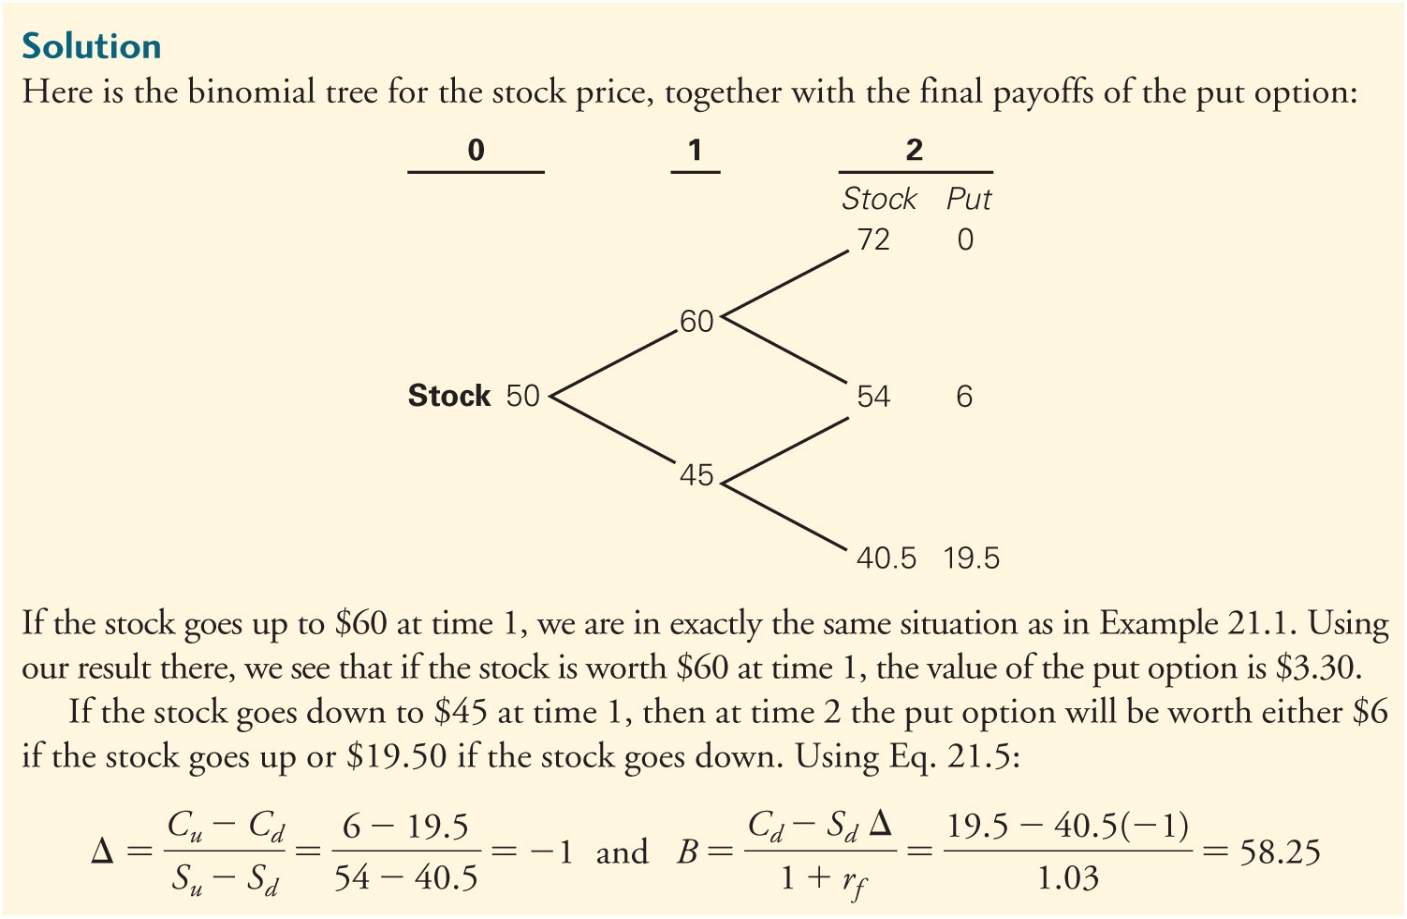 Solution
Here is the binomial tree for the stock price, together with the final payoffs of the put option:
0 1 2
Stock Put
72 0
60
Stock 50 54 6
45
40.5 19.5
If the stock goes up to $60 at time 1, we are in exactly the same situation as in Example 21.1. Using
our result there, we see that if the stock is worth $60 at time 1, the value of the put option is $3.30.
If the stock goes down to $45 at time 1, then at time 2 the put option will be worth either $6
if the stock goes up or $19.50 if the stock goes down. Using Eq. 21.5:
Δ = (C_u − C_d)/(S_u − S_d) = (6 − 19.5)/(54 − 40.5) = −1 and B = (C_d − S_d Δ)/(1 + r_f) = (19.5 − 40.5(−1))/1.03 = 58.25